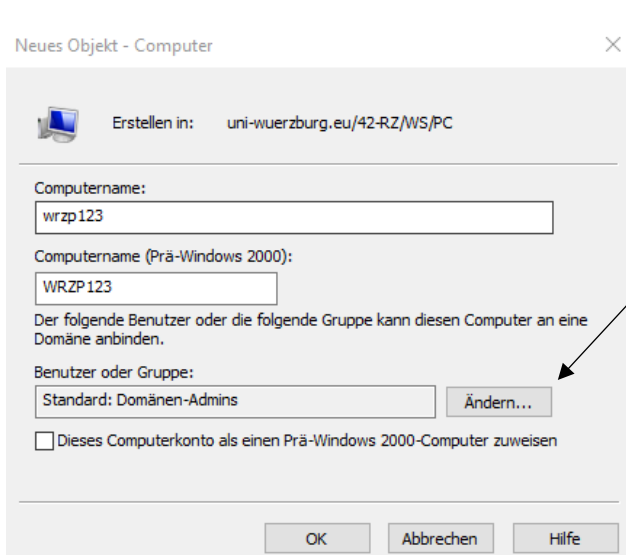 Neues Objekt - Computer
Erstellen in: uni-wuerzburg.eu/42-RZ/WS/PC
Computername:
wrzp123
Computername (Prä-Windows 2000):
WRZP123
Der folgende Benutzer oder die folgende Gruppe kann diesen Computer an eine
Domäne anbinden.
Benutzer oder Gruppe:
Standard: Domänen-Admins
Ändern...
Dieses Computerkonto als einen Prä-Windows 2000-Computer zuweisen
OK Abbrechen Hilfe